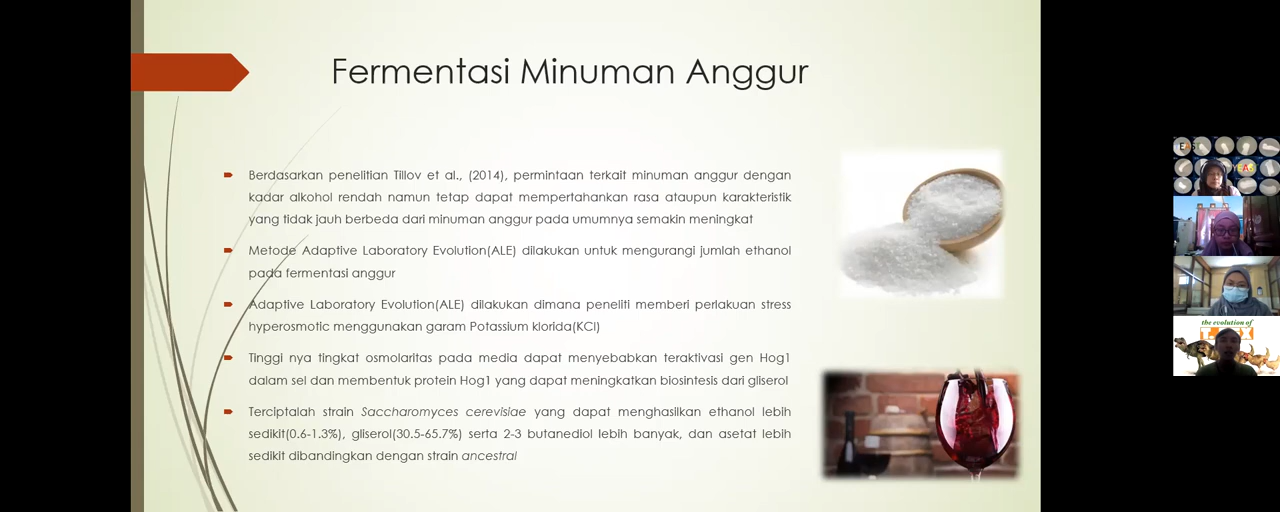 Fermentasi Minuman Anggur
Berdasarkan penelitian Tillov et al., (2014), permintaan terkait minuman anggur dengan
kadar alkohol rendah namun tetap dapat mempertahankan rasa ataupun karakteristik
yang tidak jauh berbeda dari minuman anggur pada umumnya semakin meningkat
Metode Adaptive Laboratory Evolution(ALE) dilakukan untuk mengurangi jumlah ethanol
pada fermentasi anggur
Adaptive Laboratory Evolution(ALE) dilakukan dimana peneliti memberi perlakuan stress
hyperosmotic menggunakan garam Potassium klorida(KCl)
Tinggi nya tingkat osmolaritas pada media dapat menyebabkan teraktivasi gen Hog1
dalam sel dan membentuk protein Hog1 yang dapat meningkatkan biosintesis dari gliserol
Terciptalah strain Saccharomyces cerevisiae yang dapat menghasilkan ethanol lebih
sedikit(0.6-1.3%), gliserol(30.5-65.7%) serta 2-3 butanediol lebih banyak, dan asetat lebih
sedikit dibandingkan dengan strain ancestral
the evolution of